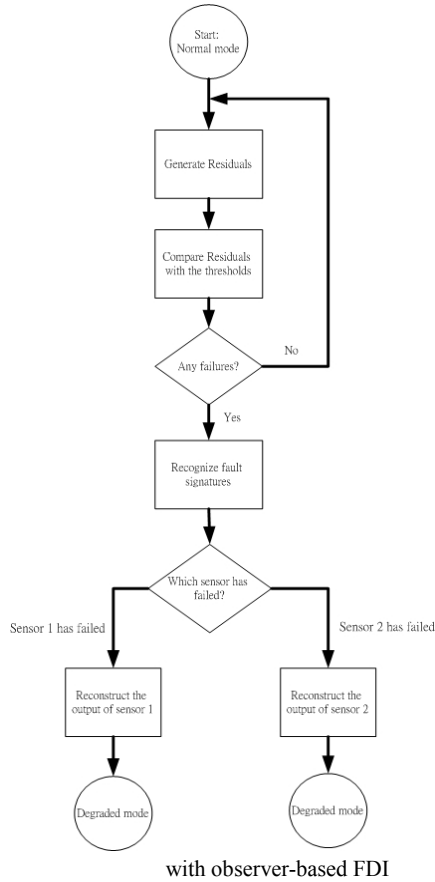 Start:
Normal mode
Generate Residuals
Compare Residuals
with the thresholds
Any failures?
No
Yes
Recognize fault
signatures
Which sensor has
failed?
Sensor 1 has failed
Sensor 2 has failed
Reconstruct the
output of sensor 1
Reconstruct the
output of sensor 2
Degraded mode
Degraded mode
with observer-based FDI